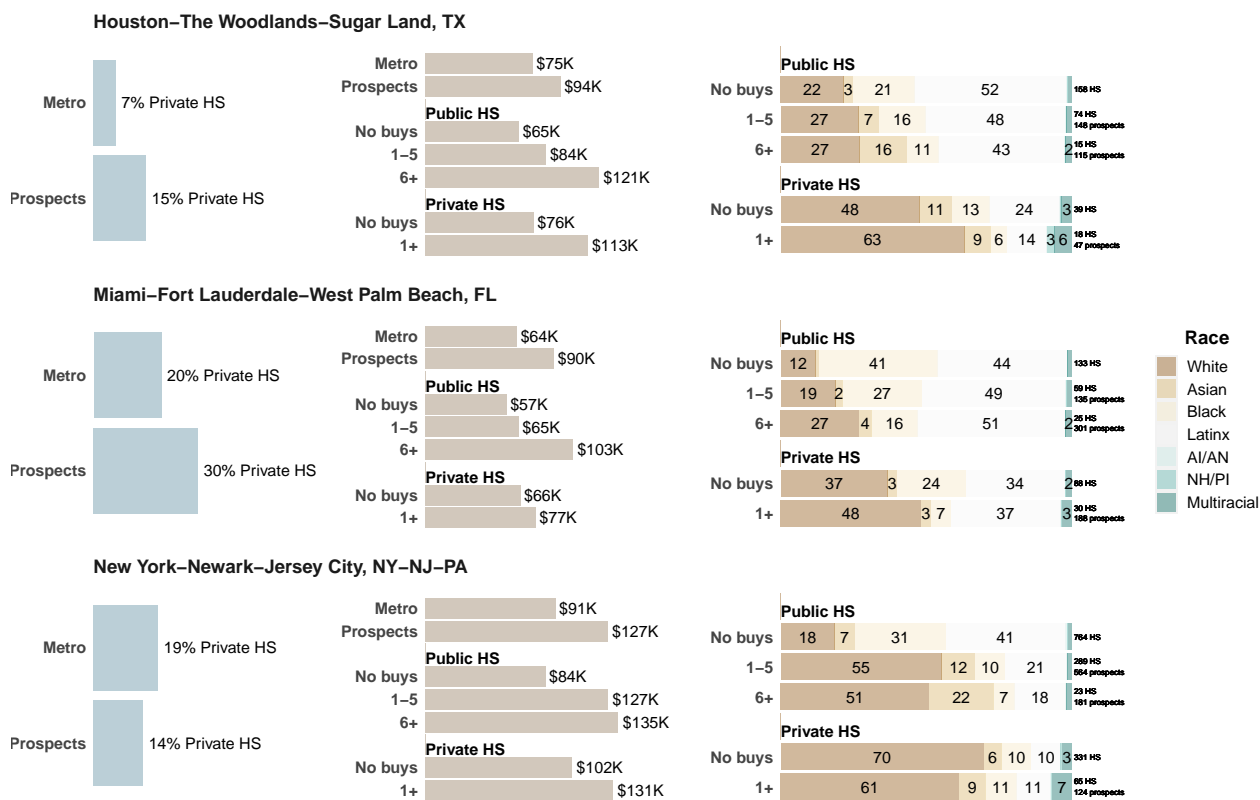 Houston–The Woodlands–Sugar Land, TX
Metro
7% Private HS
Prospects
15% Private HS
Metro
$75K
Prospects
$94K
Public HS
No buys
$65K
1–5
$84K
6+
$121K
Private HS
No buys
$76K
1+
$113K
Public HS
No buys 22 3 21 52 158 HS
1–5 27 7 16 48 74 HS
148 prospects
6+ 27 16 11 43 2 15 HS
115 prospects
Private HS
No buys 48 11 13 24 3 39 HS
1+ 63 9 6 14 3 6 18 HS
47 prospects
Miami–Fort Lauderdale–West Palm Beach, FL
Metro
20% Private HS
Prospects
30% Private HS
Metro
$64K
Prospects
$90K
Public HS
No buys
$57K
1–5
$65K
6+
$103K
Private HS
No buys
$66K
1+
$77K
Public HS
No buys 12 41 44 133 HS
1–5 19 2 27 49 59 HS
135 prospects
6+ 27 4 16 51 2 25 HS
301 prospects
Private HS
No buys 37 3 24 34 2 HS
1+ 48 3 7 37 3 30 HS
prospects
Race
White
Asian
Black
Latinx
AI/AN
NH/PI
Multiracial
New York–Newark–Jersey City, NY–NJ–PA
Metro
19% Private HS
Prospects
14% Private HS
Metro
$91K
Prospects
$127K
Public HS
No buys
$84K
1–5
$127K
6+
$135K
Private HS
No buys
$102K
1+
$131K
Public HS
No buys 18 7 31 41 764 HS
1–5 55 12 10 21 289 HS
prospects
6+ 51 22 7 18 23 HS
181 prospects
Private HS
No buys 70 6 10 10 3 331 HS
1+ 61 9 11 11 7 HS
124 prospects